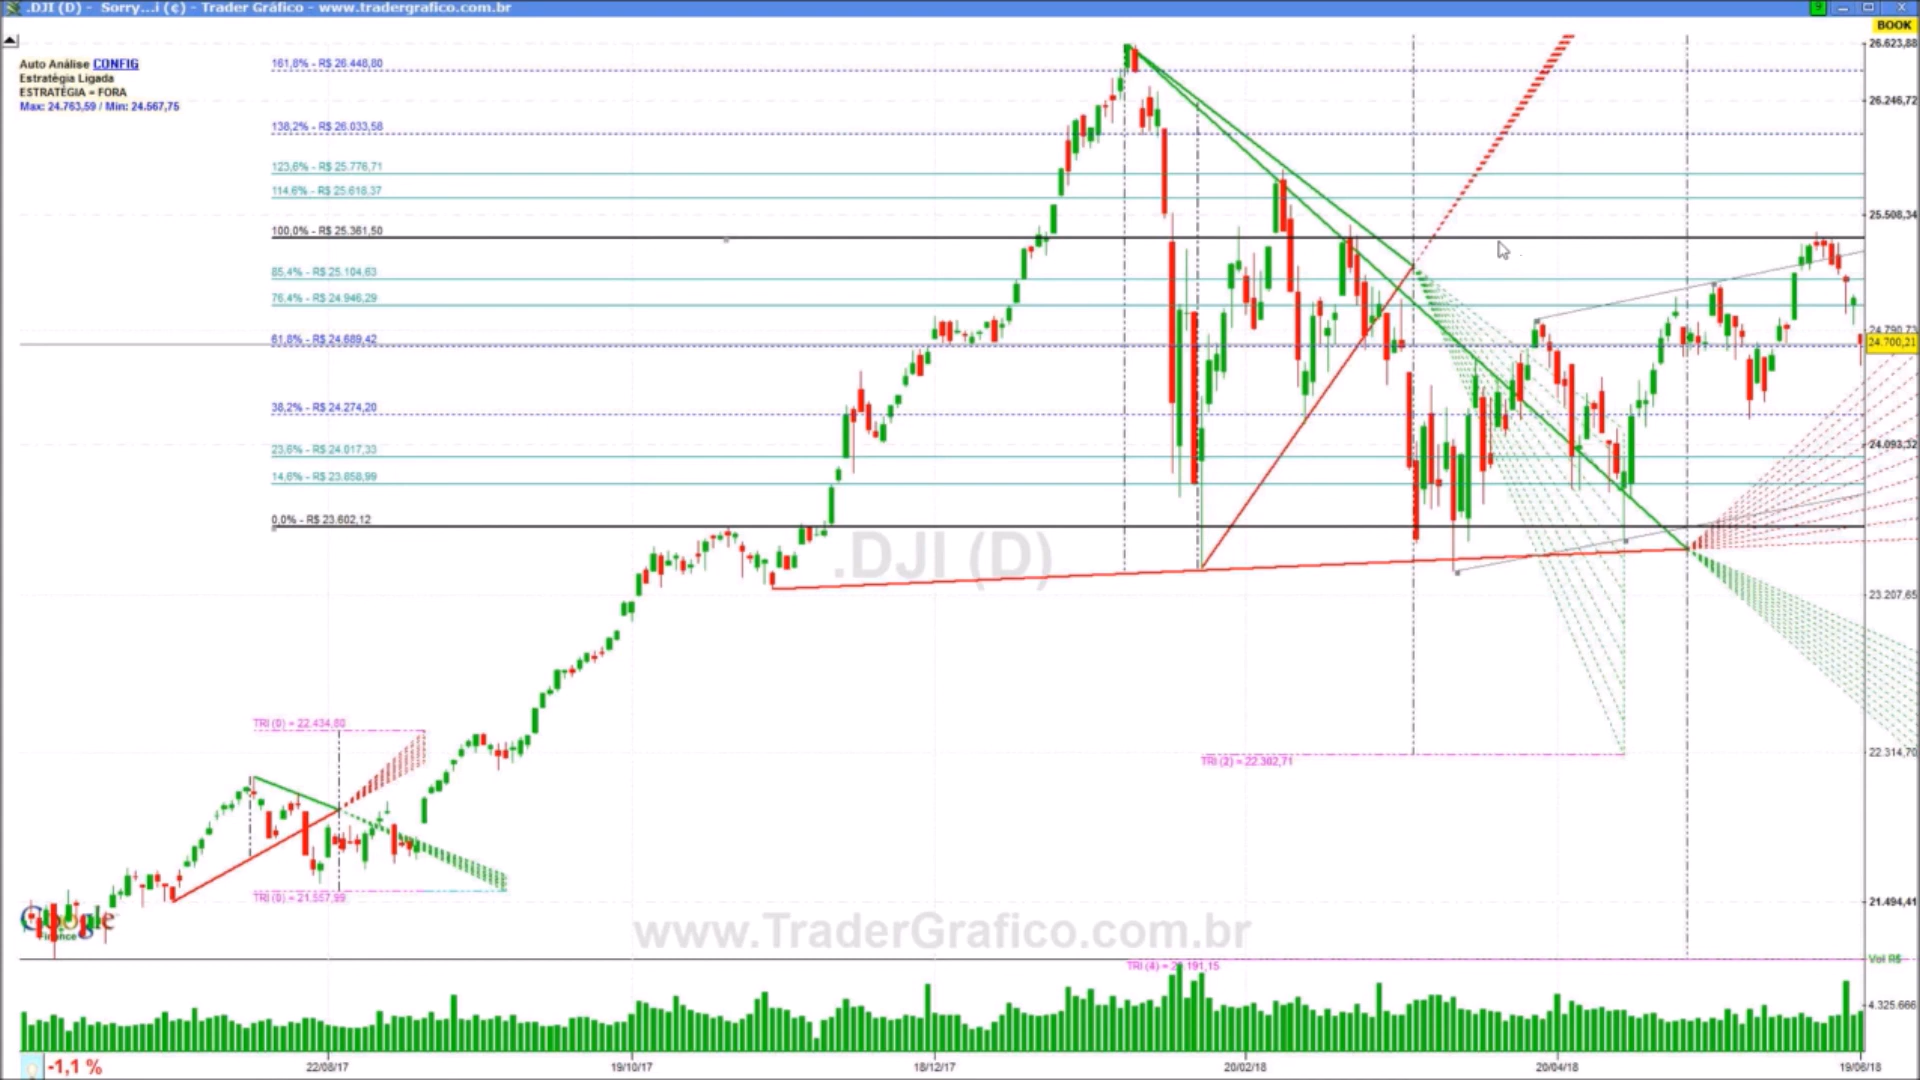 .DJI (D) - Sorry...i (¢) - Trader Gráfico - www.tradergrafico.com.br
9
BOOK
Auto Análise CONFIG
Estratégia Ligada
ESTRATÉGIA = FORA
Max: 24.763,59 / Min: 24.567,75
161,8% - R$ 26.448,80
138,2% - R$ 26.033,58
123,6% - R$ 25.776,71
114,6% - R$ 25.618,37
100,0% - R$ 25.361,50
85,4% - R$ 25.104,63
76,4% - R$ 24.946,29
61,8% - R$ 24.689,42
38,2% - R$ 24.274,20
23,6% - R$ 24.017,33
14,6% - R$ 23.858,99
0,0% - R$ 23.602,12
26.623,88
26.246,72
25.508,34
24.790,73
24.700,21
24.093,32
23.207,65
22.314,70
21.494,41
.DJI (D)
TRI (0) = 22.434,60
TRI (0) = 21.557,99
TRI (2) = 22.302,71
Google
Finance
www.TraderGrafico.com.br
Vol R$
4.325.666
-1,1 %
22/08/17
19/10/17
18/12/17
20/02/18
20/04/18
19/06/18